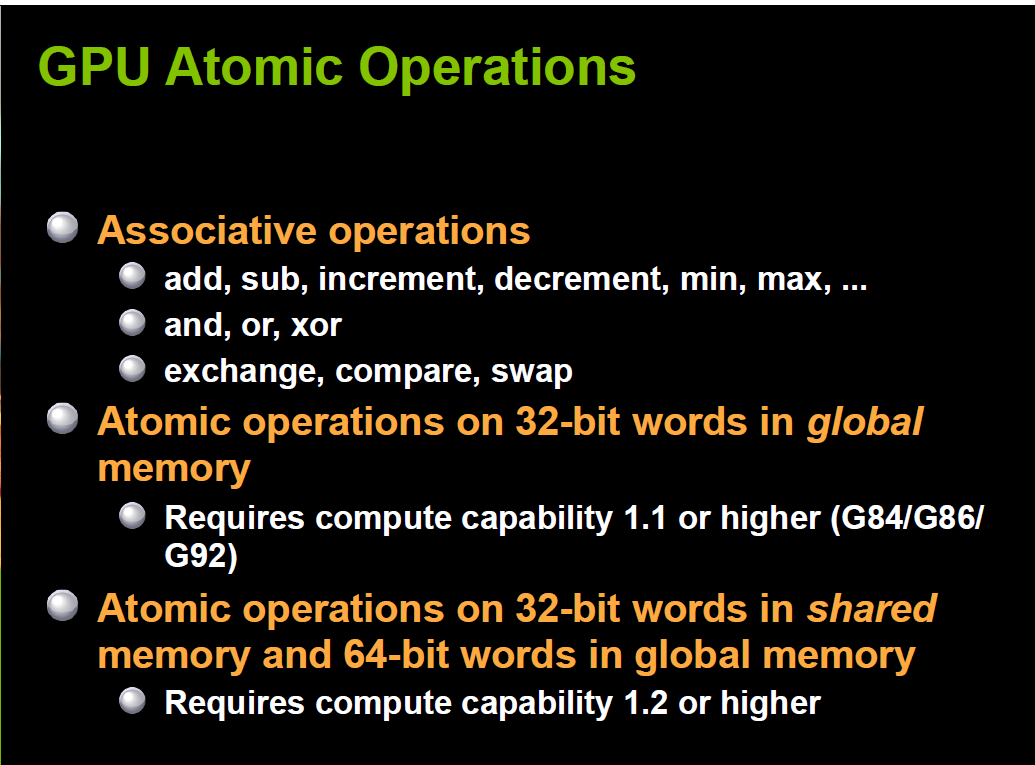 GPU Atomic Operations
Associative operations
add, sub, increment, decrement, min, max, ...
and, or, xor
exchange, compare, swap
Atomic operations on 32-bit words in global
memory
Requires compute capability 1.1 or higher (G84/G86/
G92)
Atomic operations on 32-bit words in shared
memory and 64-bit words in global memory
Requires compute capability 1.2 or higher